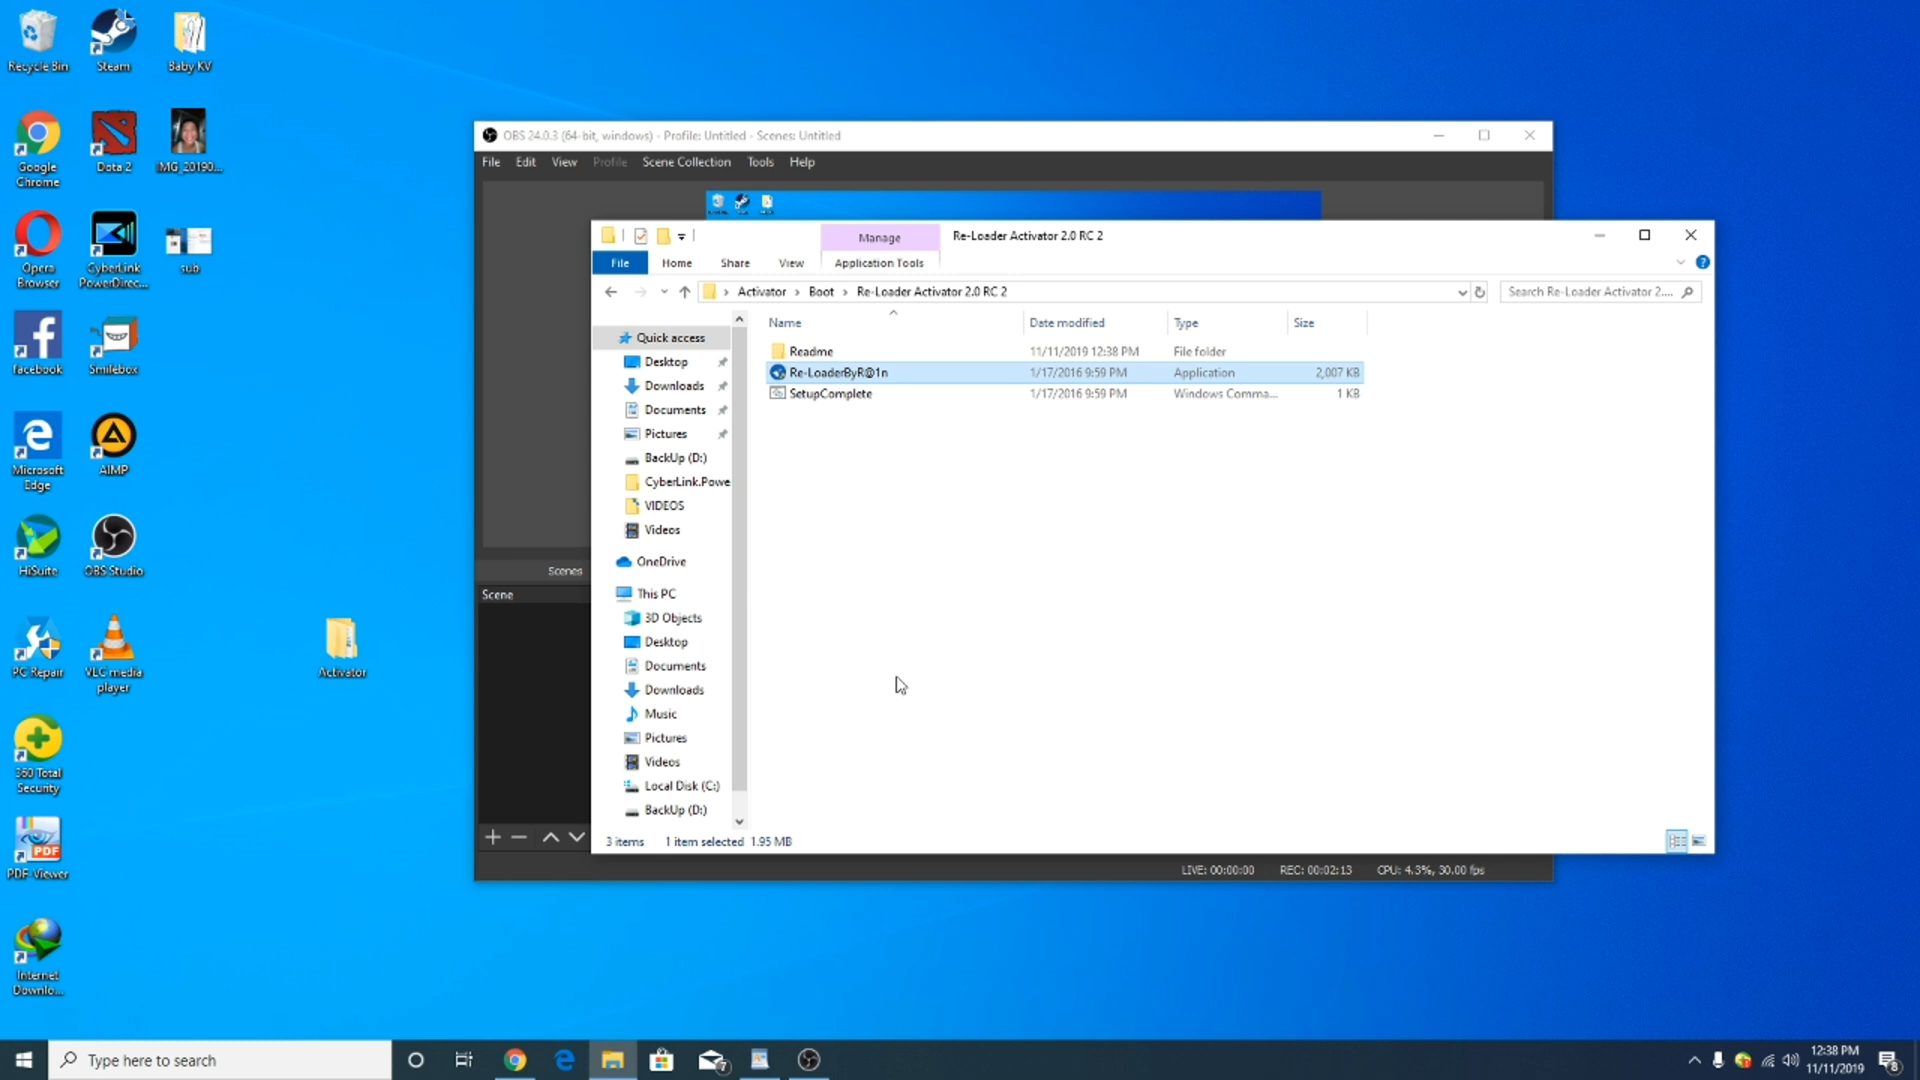 Recycle Bin
Steam
Baby KV
Google
Chrome
Dota 2
IMG_20190...
Opera
Browser
CyberLink
PowerDirec...
sub
facebook
Smilebox
Microsoft
Edge
AIMP
HiSuite
OBS Studio
PC Repair
VLC media
player
Activator
360 Total
Security
PDF Viewer
Internet
Downlo...
OBS 24.0.3 (64-bit, windows) - Profile: Untitled - Scenes: Untitled
File Edit View Profile Scene Collection Tools Help
Scenes
Scene
LIVE: 00:00:00 REC: 00:02:13 CPU: 4.3%, 30.00 fps
Manage
Re-Loader Activator 2.0 RC 2
File Home Share View Application Tools
Activator › Boot › Re-Loader Activator 2.0 RC 2
Search Re-Loader Activator 2....
Name Date modified Type Size
Readme 11/11/2019 12:38 PM File folder
Re-LoaderByR@1n 1/17/2016 9:59 PM Application 2,007 KB
SetupComplete 1/17/2016 9:59 PM Windows Comma... 1 KB
Quick access
Desktop
Downloads
Documents
Pictures
BackUp (D:)
CyberLink.Powe
VIDEOS
Videos
OneDrive
This PC
3D Objects
Desktop
Documents
Downloads
Music
Pictures
Videos
Local Disk (C:)
BackUp (D:)
3 items 1 item selected 1.95 MB
Type here to search
7
12:38 PM
11/11/2019
8